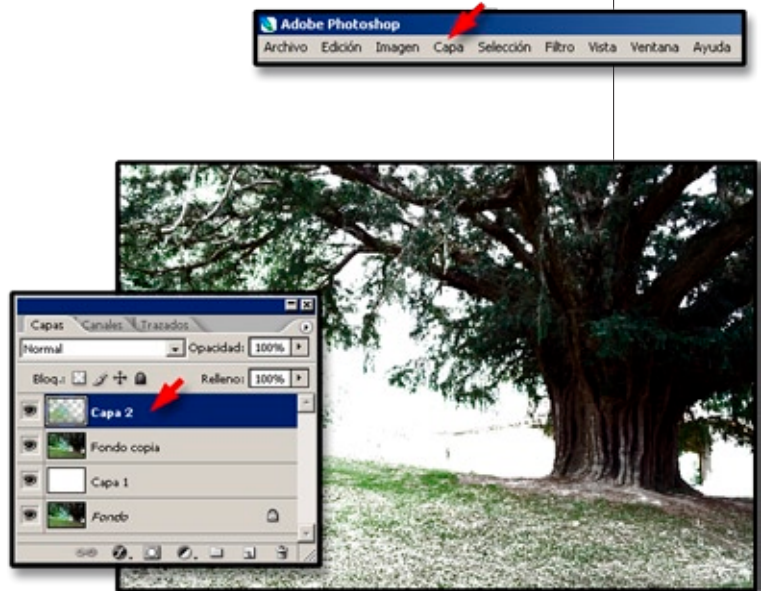 Adobe Photoshop
Archivo Edición Imagen Capa Selección Filtro Vista Ventana Ayuda
Capas Canales Trazados
Normal Opacidad: 100%
Bloq.: Relleno: 100%
Capa 2
Fondo copia
Capa 1
Fondo